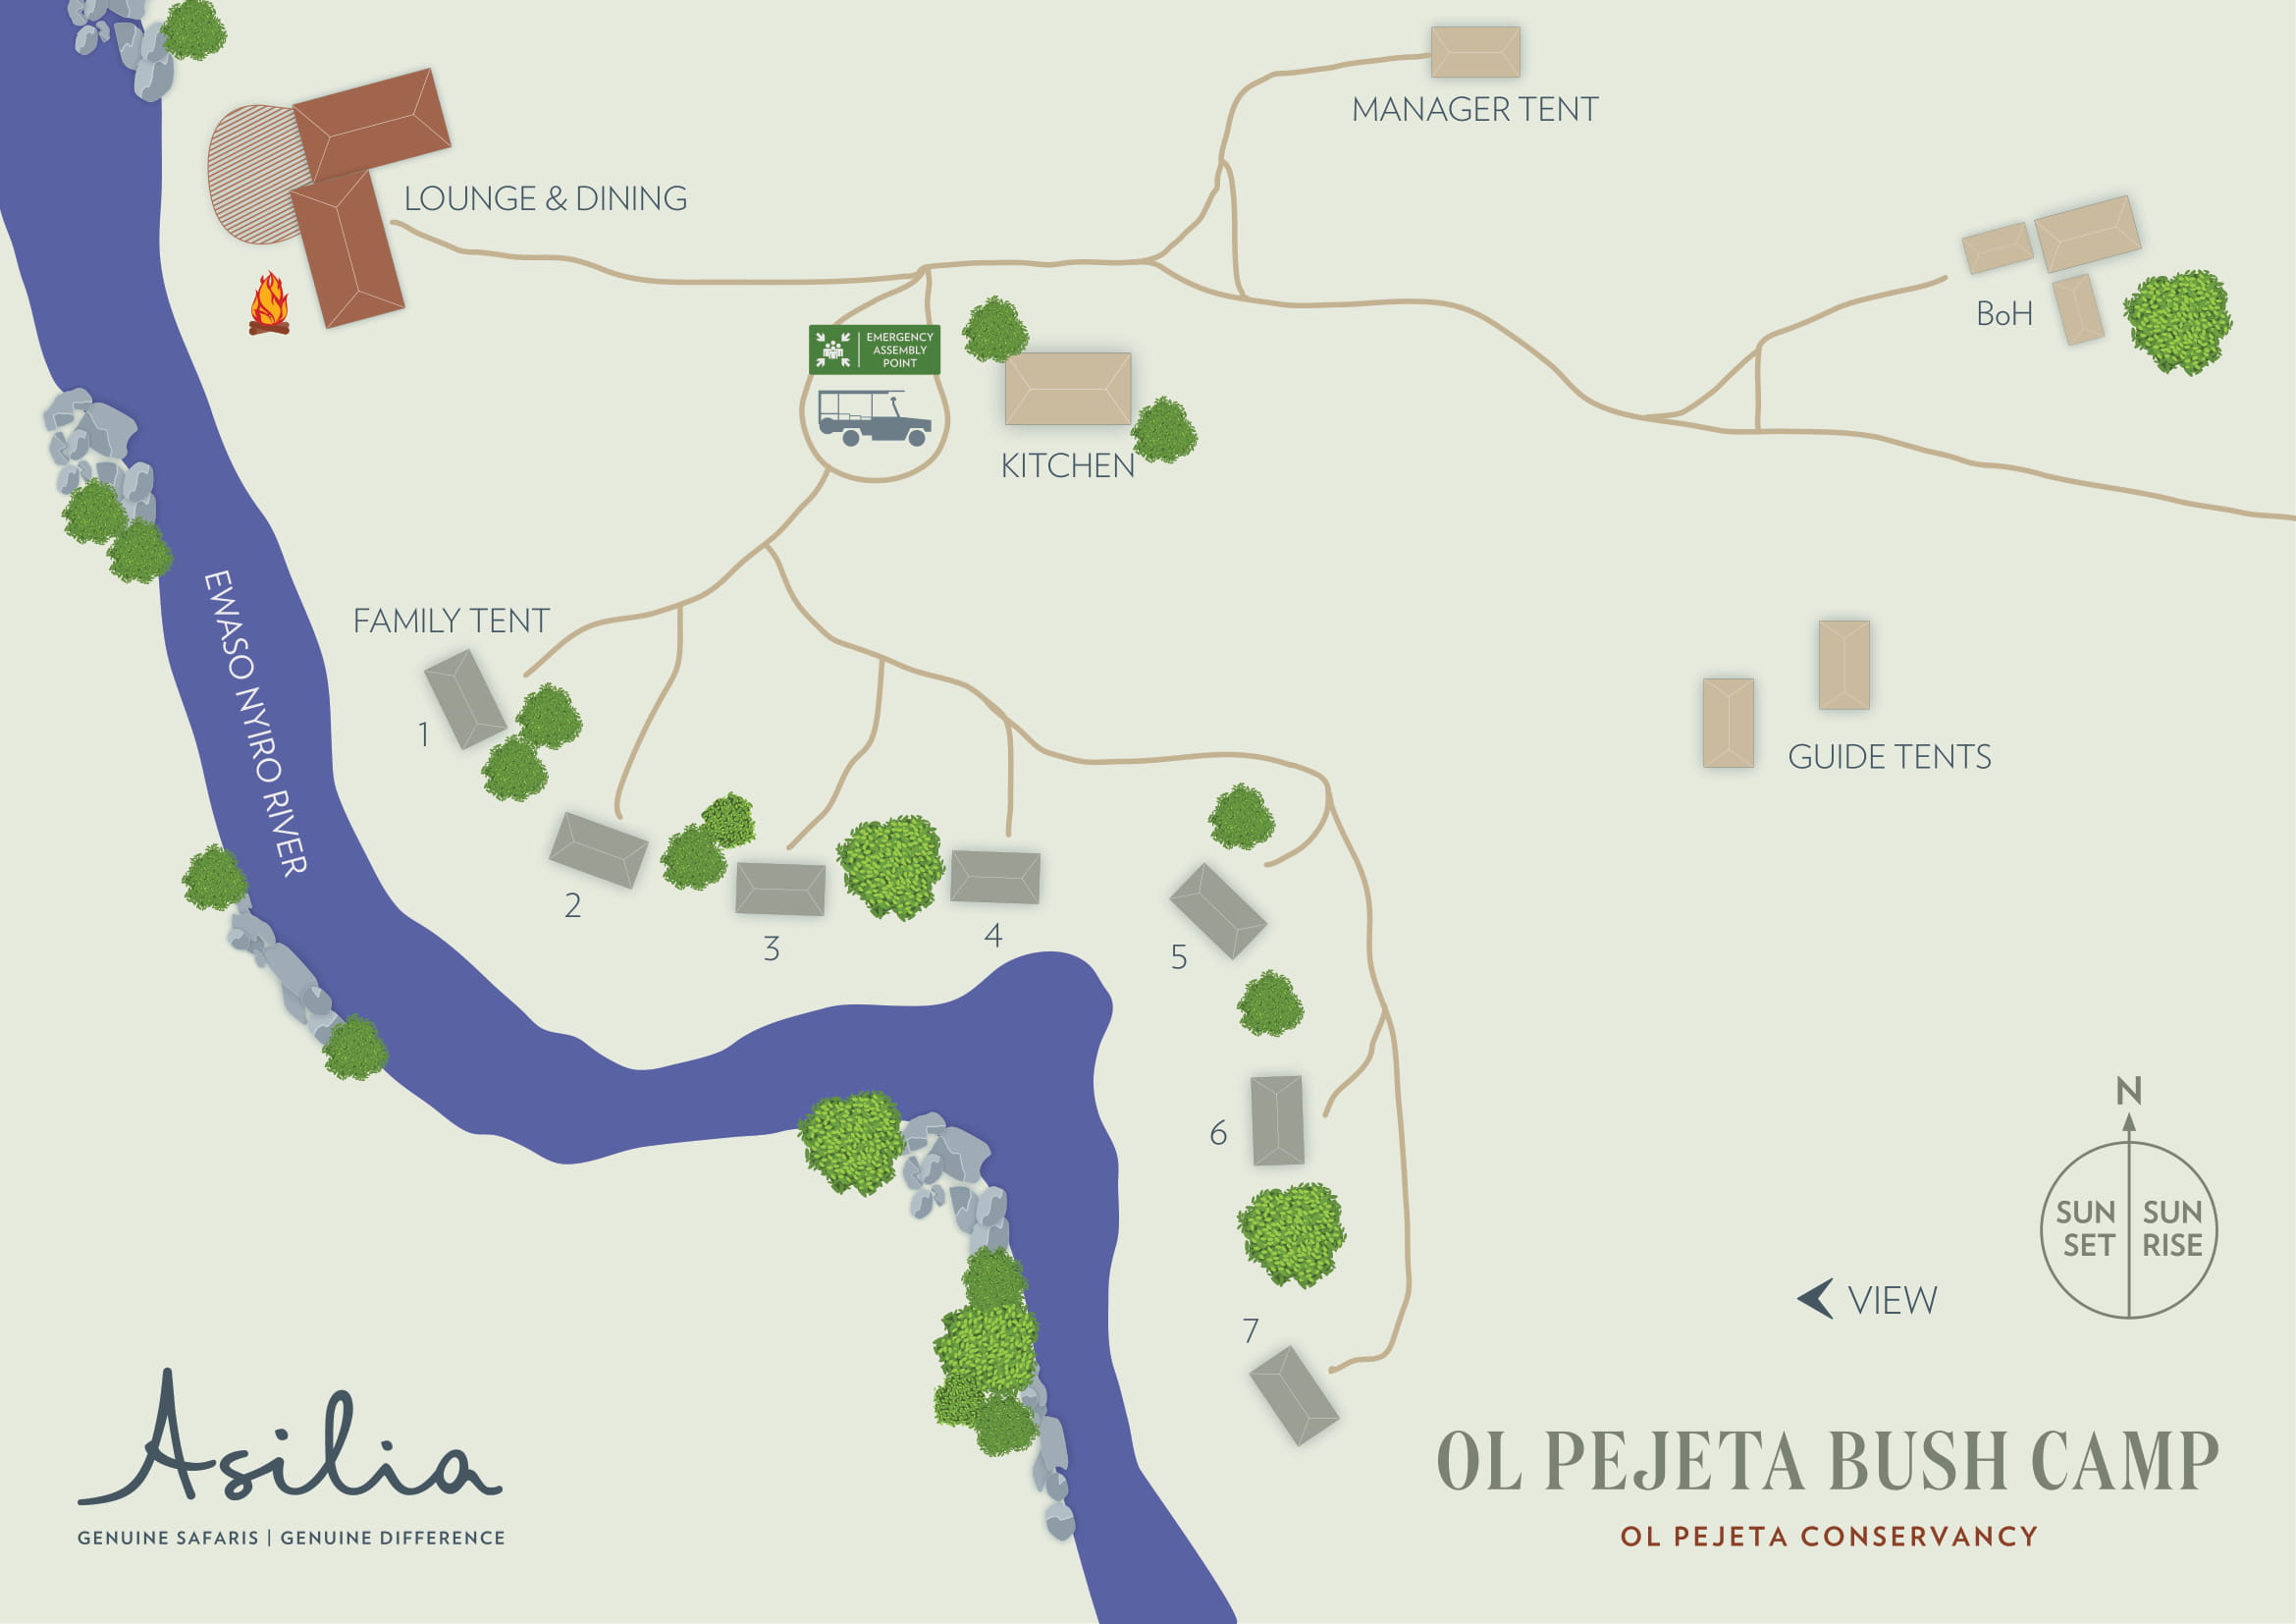 MANAGER TENT
LOUNGE & DINING
BoH
EMERGENCY
ASSEMBLY
POINT
KITCHEN
EWASO NYIRO RIVER
FAMILY TENT
1
GUIDE TENTS
2
3
4
5
6
7
N
SUN SET
SUN RISE
VIEW
Asilia
GENUINE SAFARIS | GENUINE DIFFERENCE
OL PEJETA BUSH CAMP
OL PEJETA CONSERVANCY